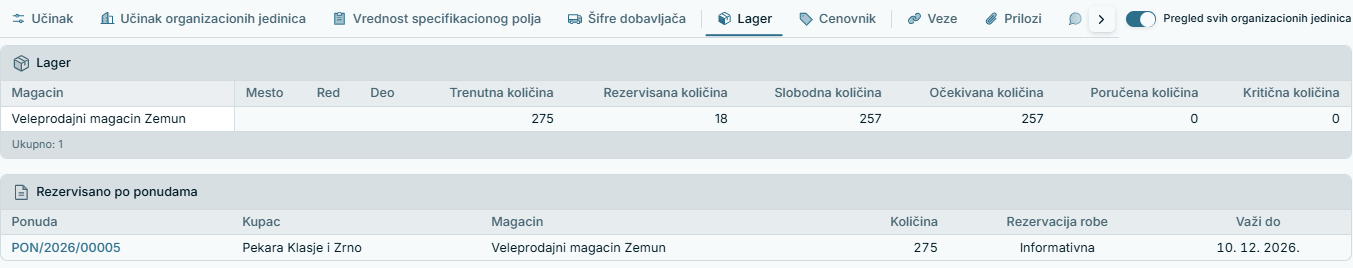 Učinak Učinak organizacionih jedinica Vrednost specifikacionog polja Šifre dobavljača Lager Cenovnik Veze Prilozi Pregled svih organizacionih jedinica
Lager
Magacin Mesto Red Deo Trenutna količina Rezervisana količina Slobodna količina Očekivana količina Poručena količina Kritična količina
Veleprodajni magacin Zemun 275 18 257 257 0 0
Ukupno: 1
Rezervisano po ponudama
Ponuda Kupac Magacin Količina Rezervacija robe Važi do
PON/2026/00005 Pekara Klasje i Zrno Veleprodajni magacin Zemun 275 Informativna 10. 12. 2026.